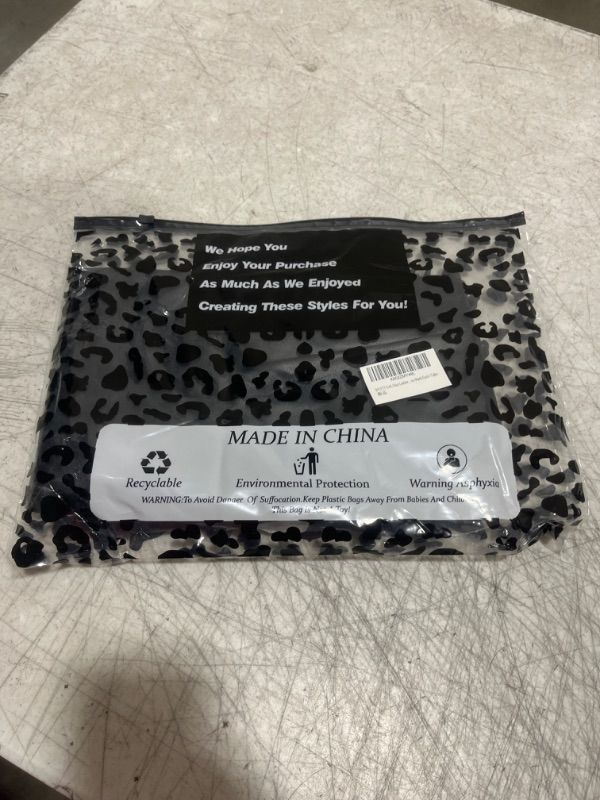 We Hope You
Enjoy Your Purchase
As Much As We Enjoyed
Creating These Styles For You!
MADE IN CHINA
Recyclable
Environmental Protection
Warning Asphyxia
WARNING:To Avoid Danger Of Suffocation.Keep Plastic Bags Away From Babies And
This Bag is Not A Toy!